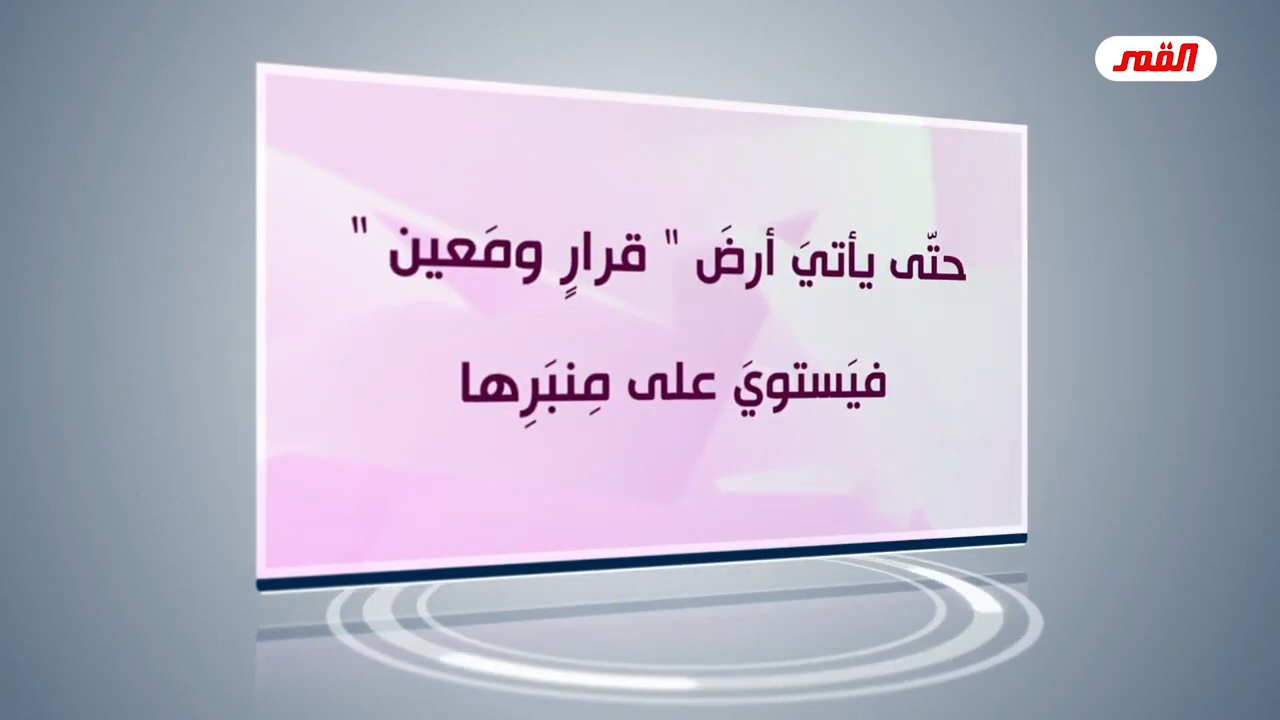 القمر
حتّى يأتيَ أرضَ " قرارٍ ومَعين "
فيَستويَ على مِنبَرِها